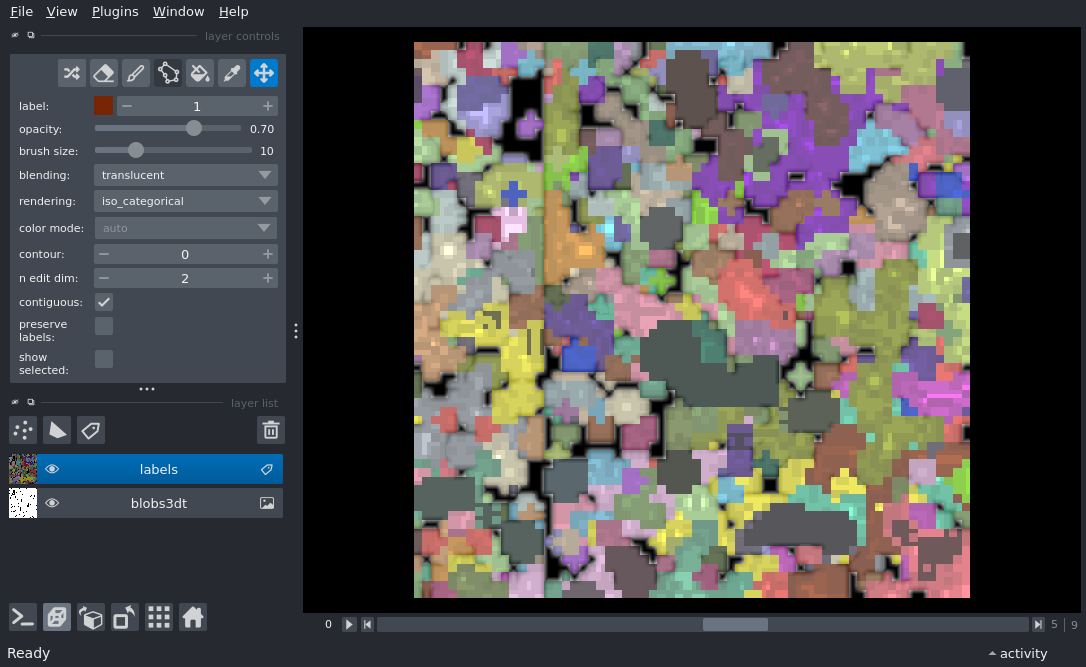 File View Plugins Window Help
layer controls
label: 1
opacity: 0.70
brush size: 10
blending: translucent
rendering: iso_categorical
color mode: auto
contour: 0
n edit dim: 2
contiguous:
preserve
labels:
show
selected:
layer list
labels
blobs3dt
0 5 9
Ready activity